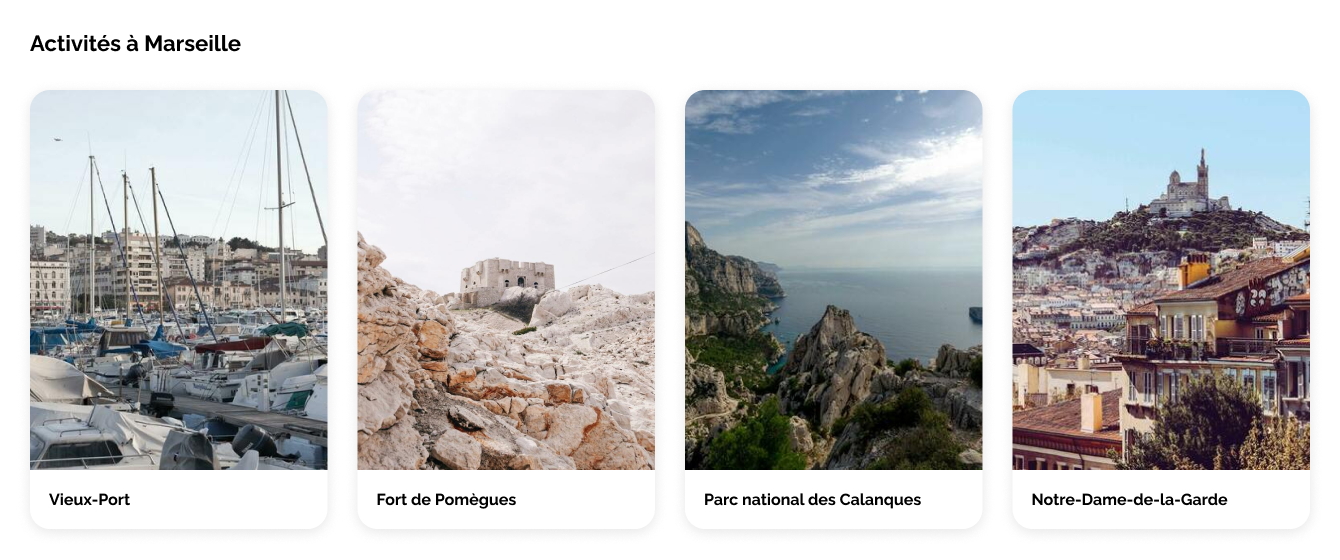 Activités à Marseille
Vieux-Port
Fort de Pomègues
Parc national des Calanques
Notre-Dame-de-la-Garde